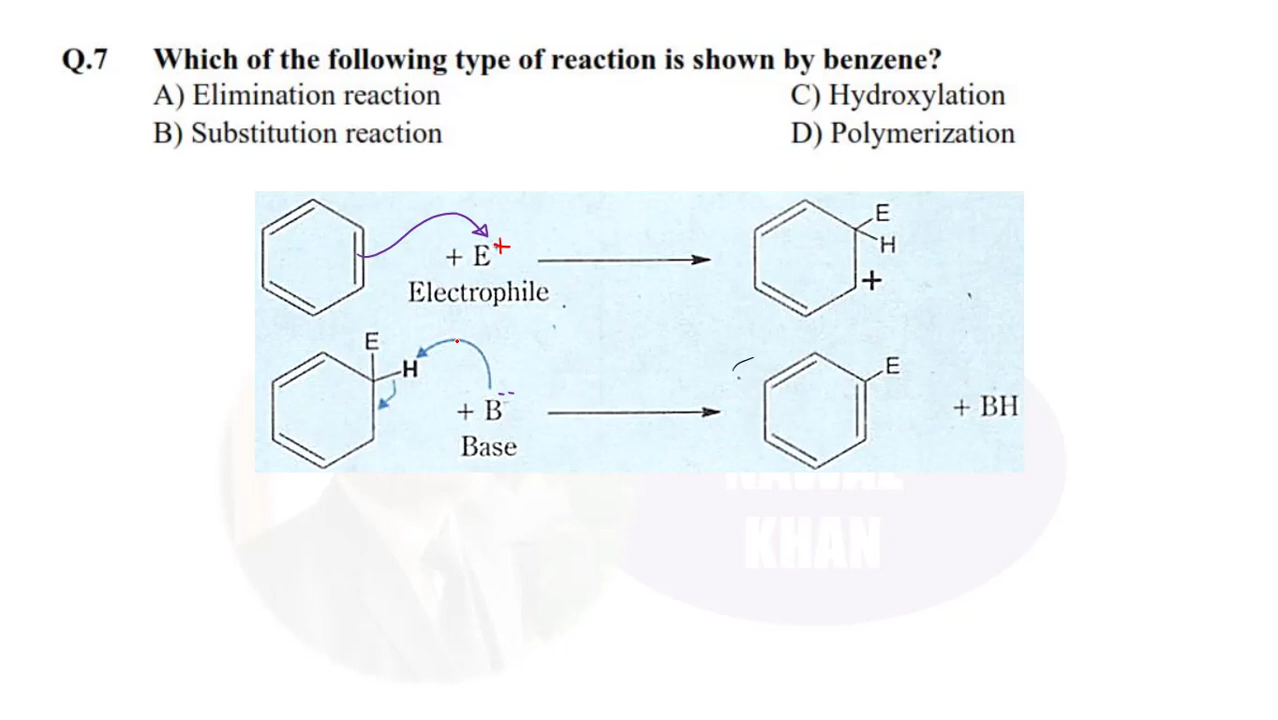 Q.7 Which of the following type of reaction is shown by benzene?
A) Elimination reaction C) Hydroxylation
B) Substitution reaction D) Polymerization
E
+ E+ H
+
Electrophile
E
H E
+ B-- + BH
Base
KHAN